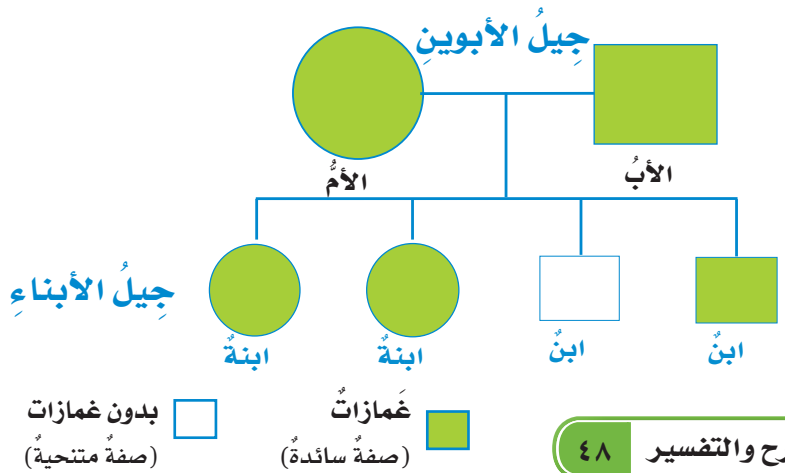 جِيلُ الأبوينِ
الأبُ
الأمُّ
جِيلُ الأبناءِ
ابنٌ
ابنٌ
ابنةٌ
ابنةٌ
غَمازاتٌ
(صفةٌ سائدةٌ)
بدون غمازات
(صفةٌ متنحيةٌ)
والتفسير ٤٨